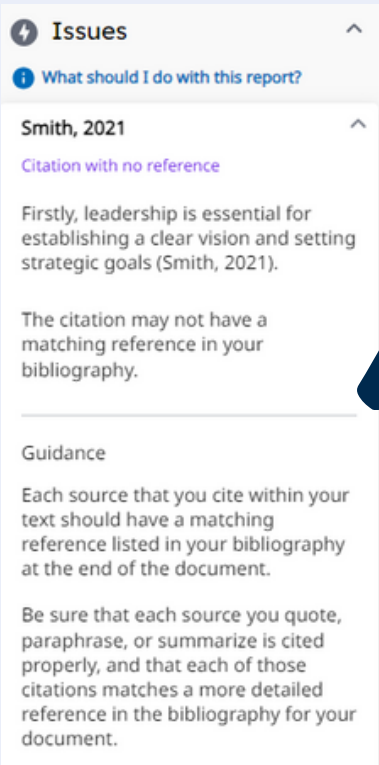 Issues
What should I do with this report?
Smith, 2021
Citation with no reference
Firstly, leadership is essential for
establishing a clear vision and setting
strategic goals (Smith, 2021).
The citation may not have a
matching reference in your
bibliography.
Guidance
Each source that you cite within your
text should have a matching
reference listed in your bibliography
at the end of the document.
Be sure that each source you quote,
paraphrase, or summarize is cited
properly, and that each of those
citations matches a more detailed
reference in the bibliography for your
document.